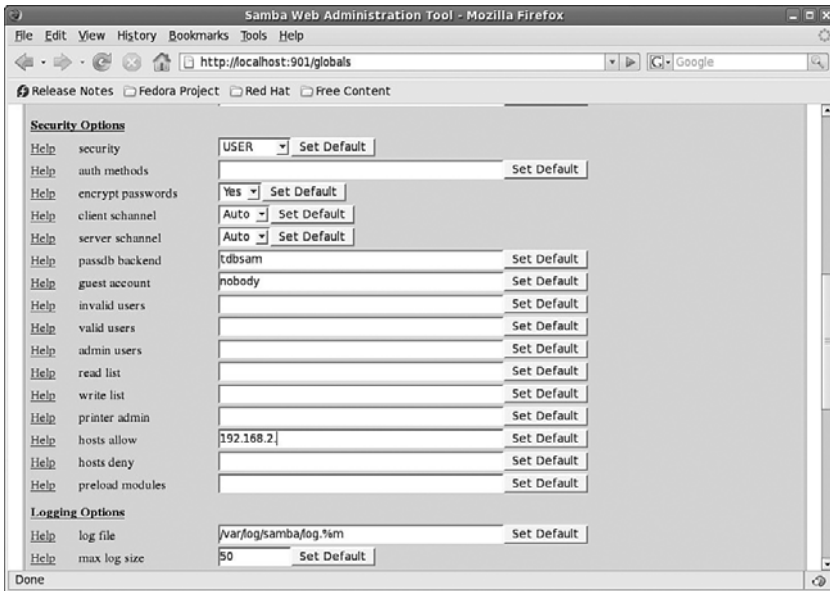 Samba Web Administration Tool - Mozilla Firefox
File Edit View History Bookmarks Tools Help
http://localhost:901/globals
G Google
Release Notes Fedora Project Red Hat Free Content
Security Options
Help security USER Set Default
Help auth methods Set Default
Help encrypt passwords Yes Set Default
Help client schannel Auto Set Default
Help server schannel Auto Set Default
Help passdb backend tdbsam Set Default
Help guest account nobody Set Default
Help invalid users Set Default
Help valid users Set Default
Help admin users Set Default
Help read list Set Default
Help write list Set Default
Help printer admin Set Default
Help hosts allow 192.168.2. Set Default
Help hosts deny Set Default
Help preload modules Set Default
Logging Options
Help log file /var/log/samba/log.%m Set Default
Help max log size 50 Set Default
Done